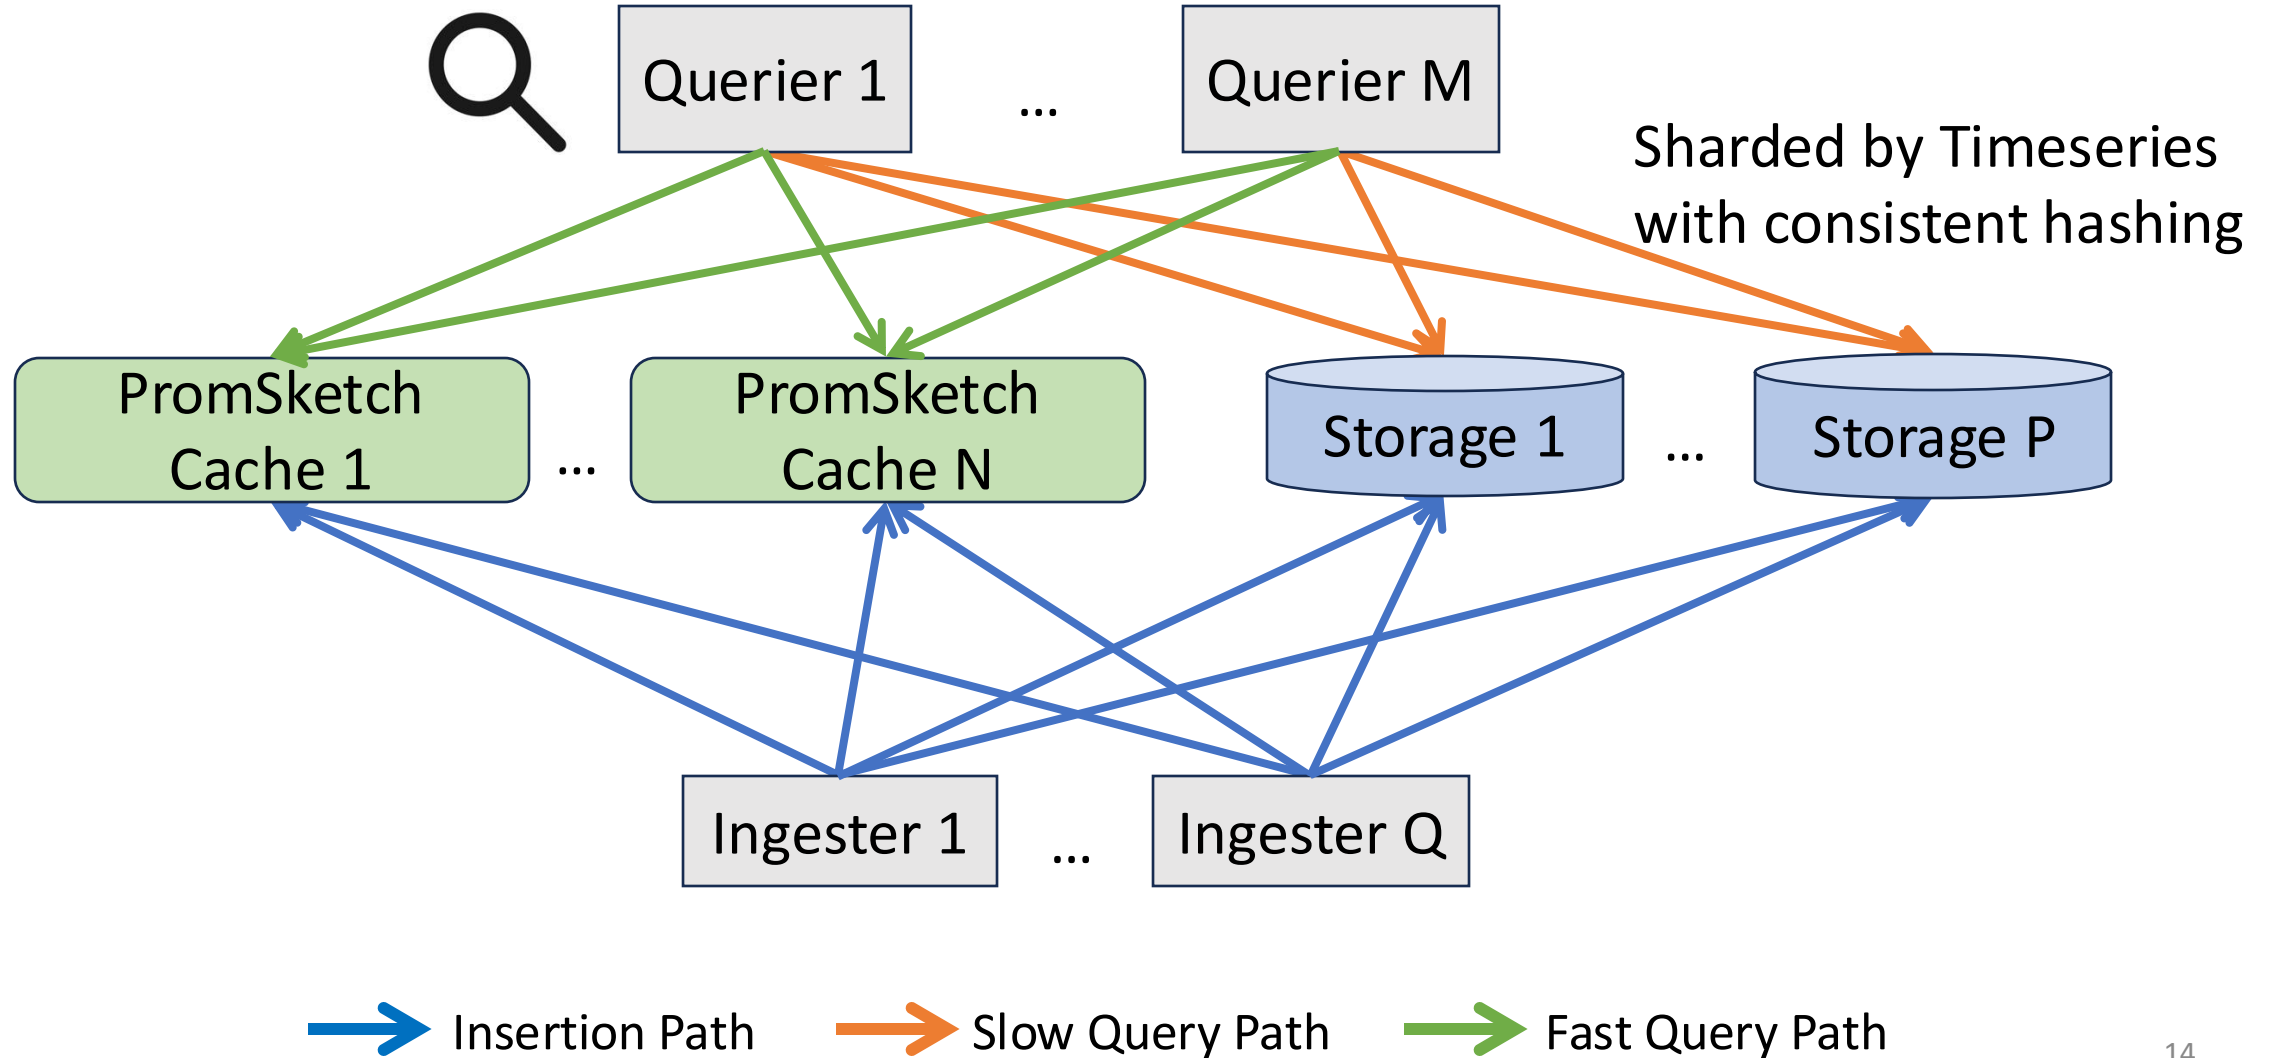 Querier 1
...
Querier M
Sharded by Timeseries
with consistent hashing
PromSketch
Cache 1
...
PromSketch
Cache N
Storage 1
...
Storage P
Ingester 1
...
Ingester Q
Insertion Path
Slow Query Path
Fast Query Path
14